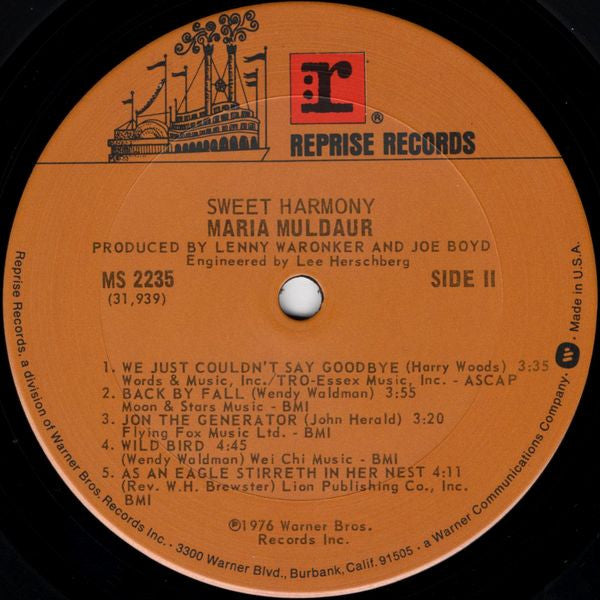 r
®
REPRISE RECORDS
SWEET HARMONY
MARIA MULDAUR
PRODUCED BY LENNY WARONKER AND JOE BOYD
Engineered by Lee Herschberg
MS 2235
(31,939)
SIDE II
1. WE JUST COULDN'T SAY GOODBYE (Harry Woods) 3:35
Words & Music, Inc./TRO-Essex Music, Inc. - ASCAP
2. BACK BY FALL (Wendy Waldman) 3:55
Moon & Stars Music - BMI
3. JON THE GENERATOR (John Herald) 3:20
Flying Fox Music Ltd. - BMI
4. WILD BIRD 4:45
(Wendy Waldman) Wei Chi Music - BMI
5. AS AN EAGLE STIRRETH IN HER NEST 4:11
(Rev. W.H. Brewster) Lion Publishing Co., Inc.
BMI
℗1976 Warner Bros.
Records Inc.
Reprise Records, a division of Warner Bros. Records Inc. · 3300 Warner Blvd., Burbank, Calif. 91505 · a Warner Communications Company · Made in U.S.A.